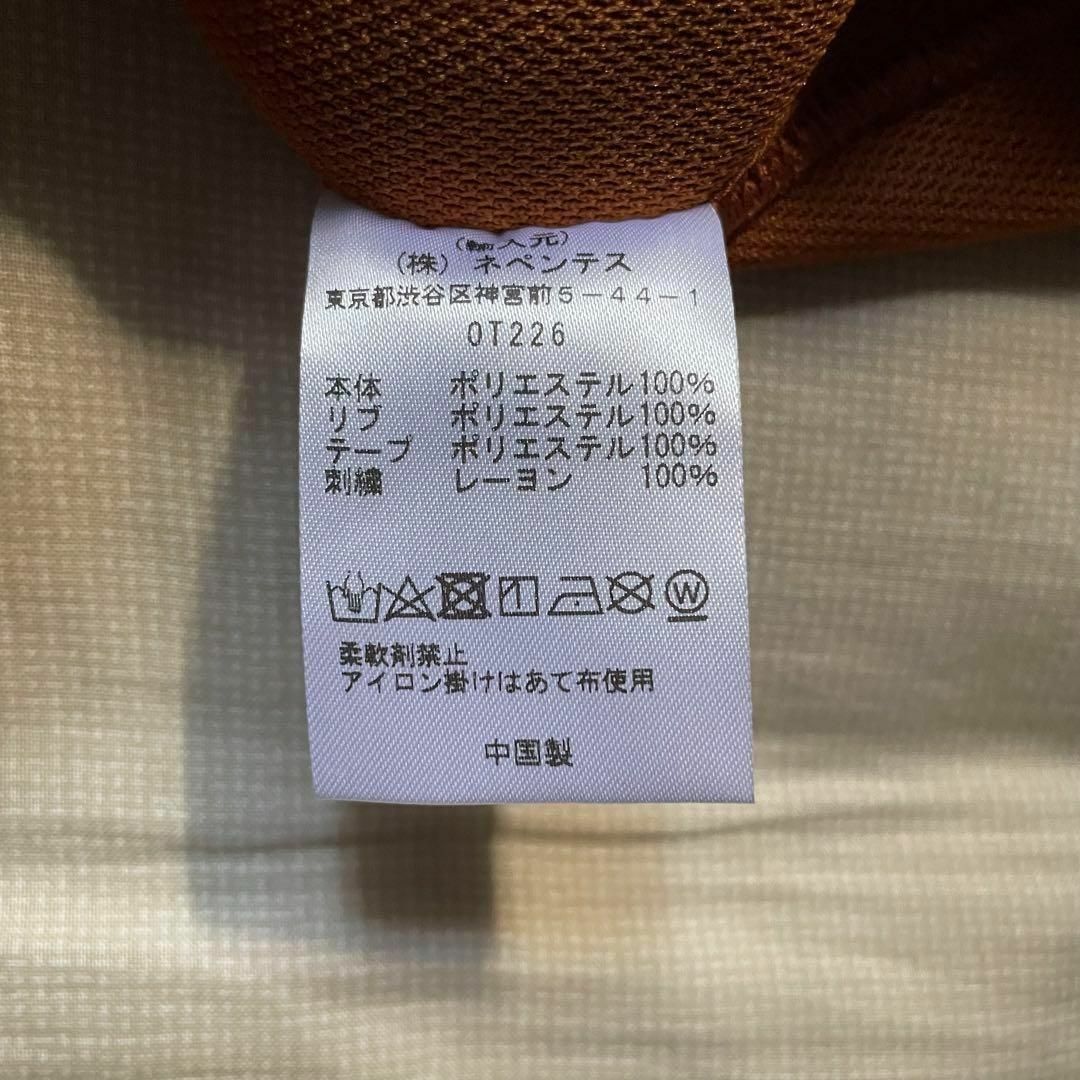 (輸入元)
(株) ネペンテス
東京都渋谷区神宮前5-44-1
0T226
本体 ポリエステル100%
リブ ポリエステル100%
テープ ポリエステル100%
刺繍 レーヨン 100%
W
柔軟剤禁止
アイロン掛けはあて布使用
中国製